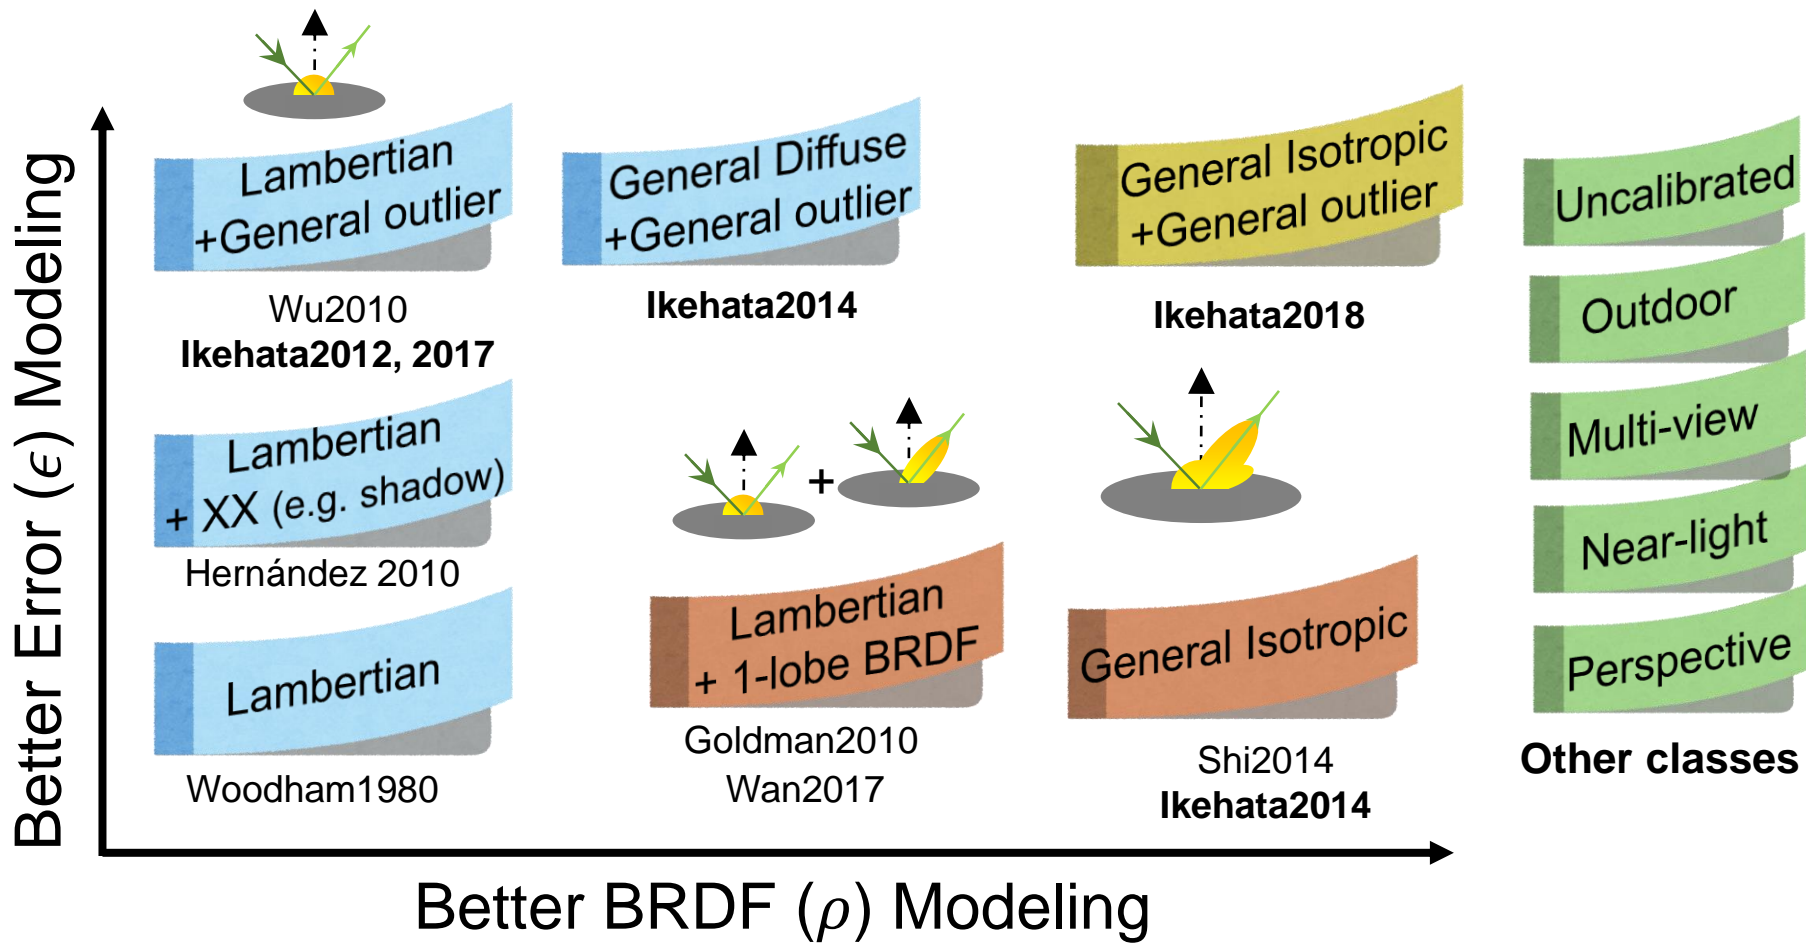 Better Error (ϵ) Modeling
Lambertian
+General outlier
Wu2010
Ikehata2012, 2017
General Diffuse
+General outlier
Ikehata2014
General Isotropic
+General outlier
Ikehata2018
Lambertian
+ XX (e.g. shadow)
Hernández 2010
Lambertian
Woodham1980
+
Lambertian
+ 1-lobe BRDF
Goldman2010
Wan2017
General Isotropic
Shi2014
Ikehata2014
Uncalibrated
Outdoor
Multi-view
Near-light
Perspective
Other classes
Better BRDF (ρ) Modeling